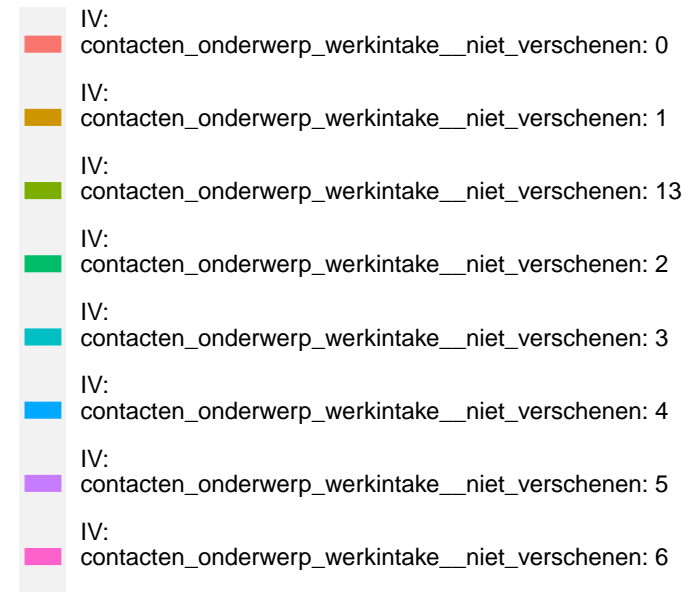 IV:
contacten_onderwerp_werkintake__niet_verschenen: 0
IV:
contacten_onderwerp_werkintake__niet_verschenen: 1
IV:
contacten_onderwerp_werkintake__niet_verschenen: 13
IV:
contacten_onderwerp_werkintake__niet_verschenen: 2
IV:
contacten_onderwerp_werkintake__niet_verschenen: 3
IV:
contacten_onderwerp_werkintake__niet_verschenen: 4
IV:
contacten_onderwerp_werkintake__niet_verschenen: 5
IV:
contacten_onderwerp_werkintake__niet_verschenen: 6